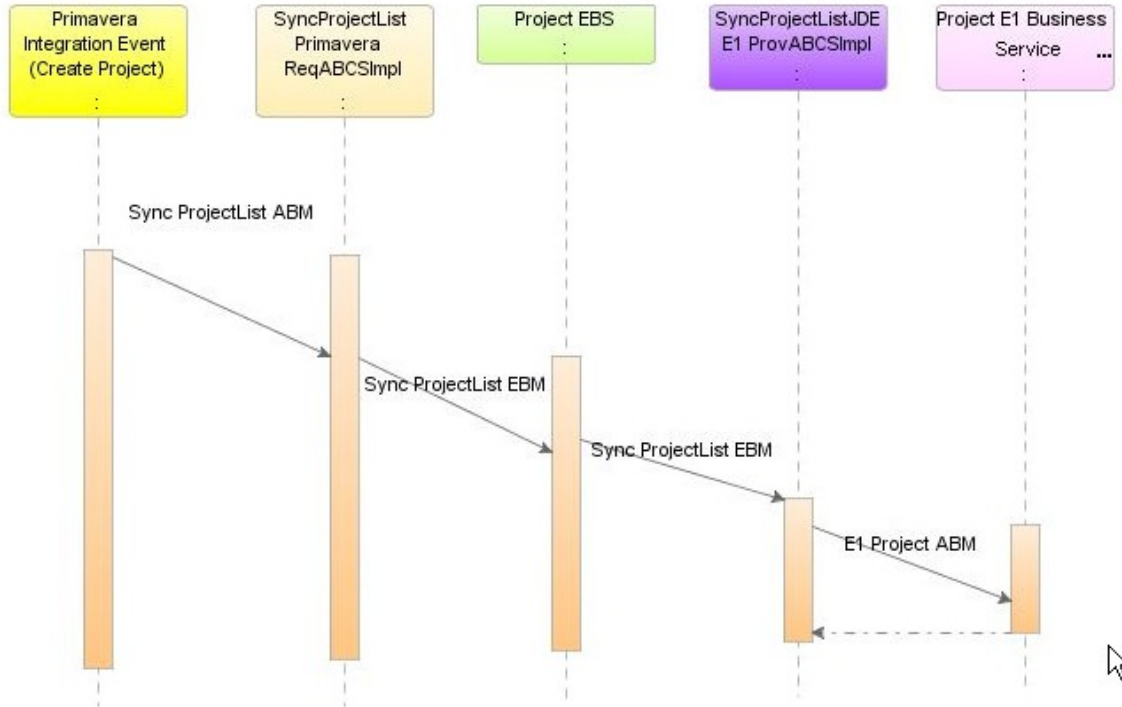 Primavera
Integration Event
(Create Project)
:
SyncProjectList
Primavera
ReqABCSImpl
:
Project EBS
:
SyncProjectListJDE
E1 ProvABCSImpl
:
Project E1 Business
Service ...
:
Sync ProjectList ABM
Sync ProjectList EBM
Sync ProjectList EBM
E1 Project ABM